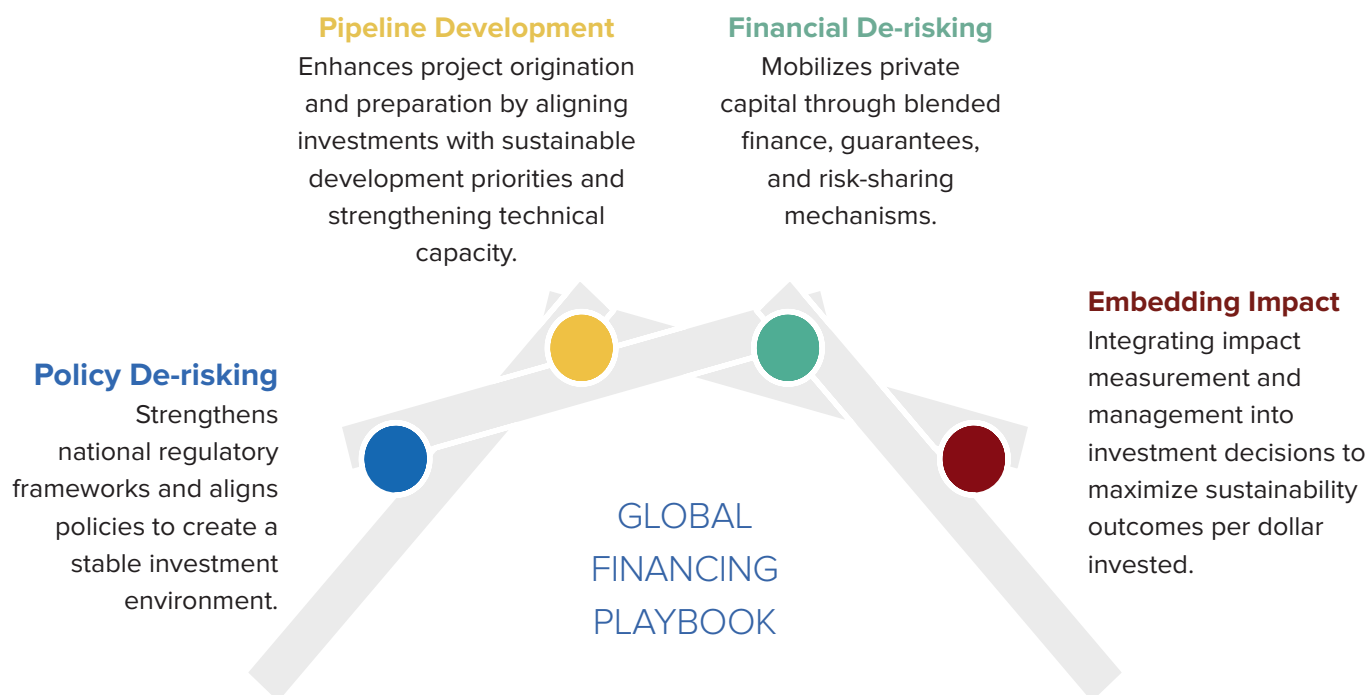 Pipeline Development
Enhances project origination
and preparation by aligning
investments with sustainable
development priorities and
strengthening technical
capacity.
Financial De-risking
Mobilizes private
capital through blended
finance, guarantees,
and risk-sharing
mechanisms.
Policy De-risking
Strengthens
national regulatory
frameworks and aligns
policies to create a
stable investment
environment.
Embedding Impact
Integrating impact
measurement and
management into
investment decisions to
maximize sustainability
outcomes per dollar
invested.
GLOBAL
FINANCING
PLAYBOOK